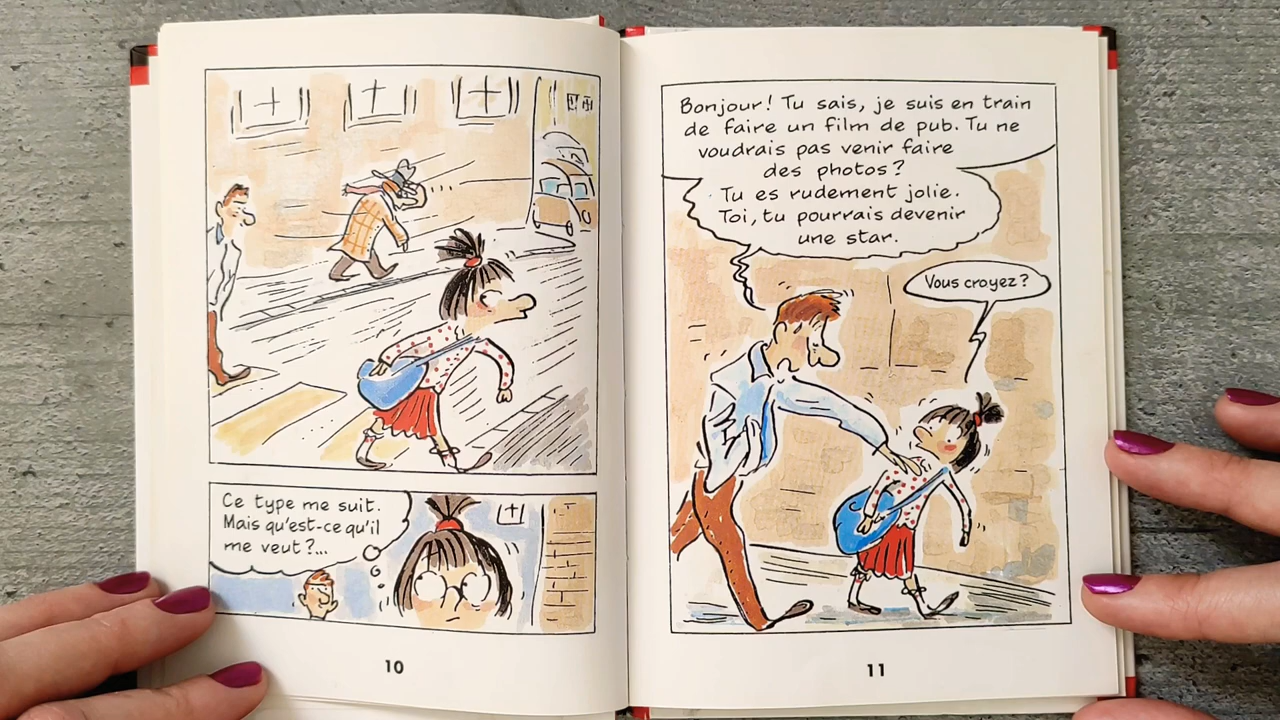 Ce type me suit.
Mais qu'est-ce qu'il
me veut ?...
10
Bonjour! Tu sais, je suis en train
de faire un film de pub. Tu ne
voudrais pas venir faire
des photos ?
Tu es rudement jolie.
Toi, tu pourrais devenir
une star.
Vous croyez ?
11